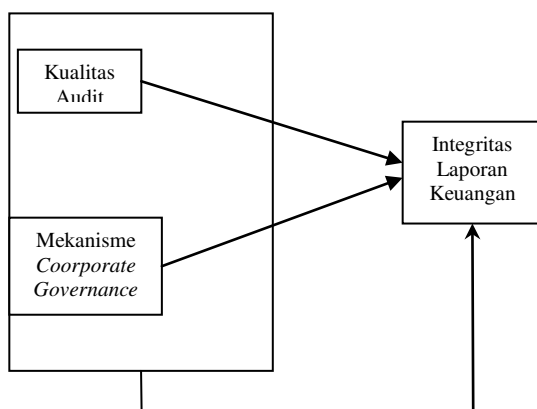 Kualitas
Audit
Integritas
Laporan
Keuangan
Mekanisme
Coorporate
Governance